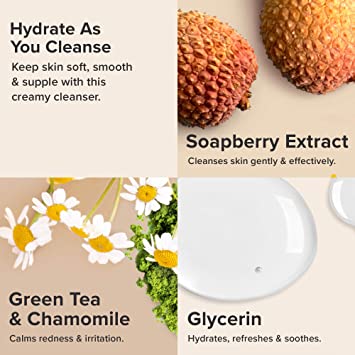 Hydrate As
You Cleanse
Keep skin soft, smooth
& supple with this
creamy cleanser.
Soapberry Extract
Cleanses skin gently & effectively.
Green Tea
& Chamomile
Calms redness & irritation.
Glycerin
Hydrates, refreshes & soothes.